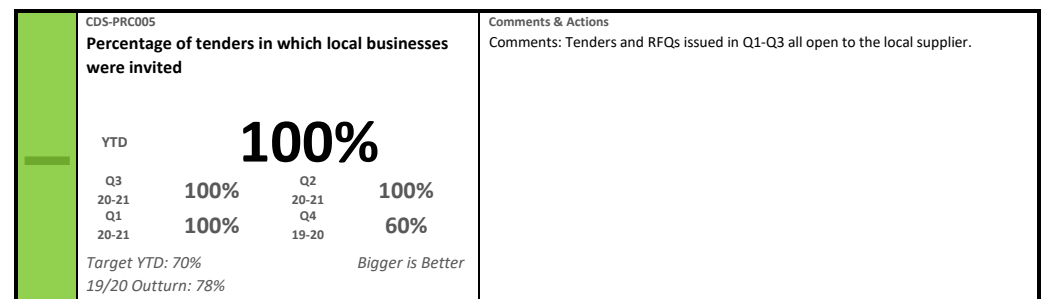 CDS-PRC005
Percentage of tenders in which local businesses
were invited
YTD 100%
Q3
20-21 100%
Q2
20-21 100%
Q1
20-21 100%
Q4
19-20 60%
Target YTD: 70% Bigger is Better
19/20 Outturn: 78%
Comments & Actions
Comments: Tenders and RFQs issued in Q1-Q3 all open to the local supplier.